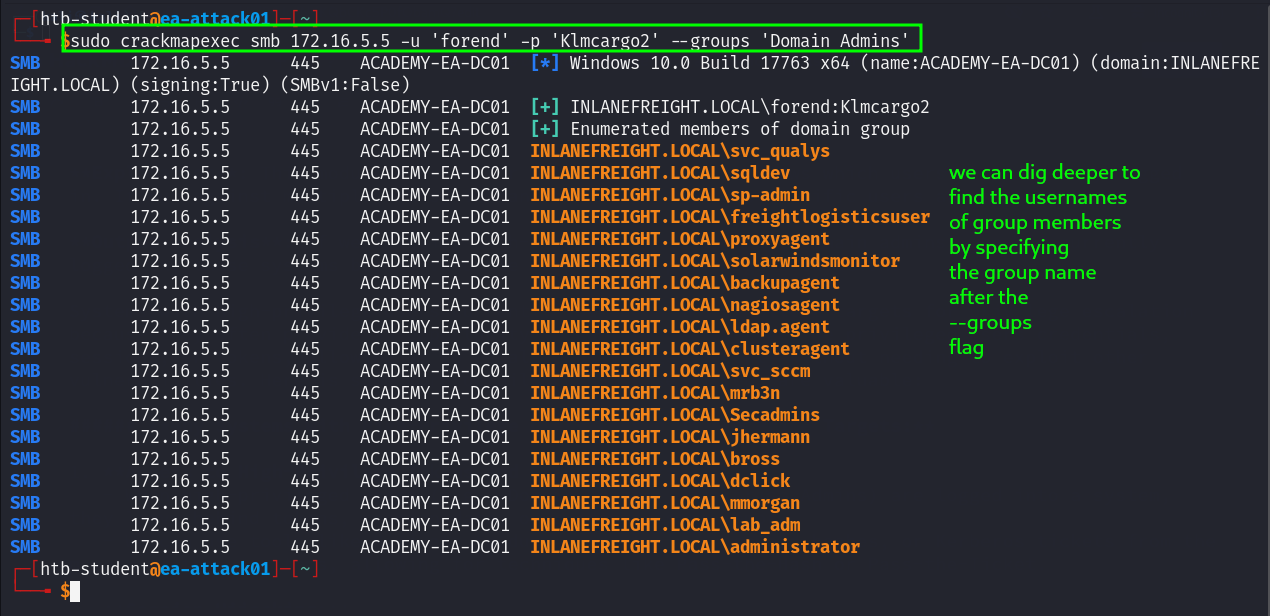 [htb-student@ea-attack01]─[~]
$sudo crackmapexec smb 172.16.5.5 -u 'forend' -p 'Klmcargo2' --groups 'Domain Admins'
SMB 172.16.5.5 445 ACADEMY-EA-DC01 [*] Windows 10.0 Build 17763 x64 (name:ACADEMY-EA-DC01) (domain:INLANEFRE
IGHT.LOCAL) (signing:True) (SMBv1:False)
SMB 172.16.5.5 445 ACADEMY-EA-DC01 [+] INLANEFREIGHT.LOCAL\forend:Klmcargo2
SMB 172.16.5.5 445 ACADEMY-EA-DC01 [+] Enumerated members of domain group
SMB 172.16.5.5 445 ACADEMY-EA-DC01 INLANEFREIGHT.LOCAL\svc_qualys
SMB 172.16.5.5 445 ACADEMY-EA-DC01 INLANEFREIGHT.LOCAL\sqldev
SMB 172.16.5.5 445 ACADEMY-EA-DC01 INLANEFREIGHT.LOCAL\sp-admin
SMB 172.16.5.5 445 ACADEMY-EA-DC01 INLANEFREIGHT.LOCAL\freightlogisticsuser
SMB 172.16.5.5 445 ACADEMY-EA-DC01 INLANEFREIGHT.LOCAL\proxyagent
SMB 172.16.5.5 445 ACADEMY-EA-DC01 INLANEFREIGHT.LOCAL\solarwindsmonitor
SMB 172.16.5.5 445 ACADEMY-EA-DC01 INLANEFREIGHT.LOCAL\backupagent
SMB 172.16.5.5 445 ACADEMY-EA-DC01 INLANEFREIGHT.LOCAL\nagiosagent
SMB 172.16.5.5 445 ACADEMY-EA-DC01 INLANEFREIGHT.LOCAL\ldap.agent
SMB 172.16.5.5 445 ACADEMY-EA-DC01 INLANEFREIGHT.LOCAL\clusteragent
SMB 172.16.5.5 445 ACADEMY-EA-DC01 INLANEFREIGHT.LOCAL\svc_sccm
SMB 172.16.5.5 445 ACADEMY-EA-DC01 INLANEFREIGHT.LOCAL\mrb3n
SMB 172.16.5.5 445 ACADEMY-EA-DC01 INLANEFREIGHT.LOCAL\Secadmins
SMB 172.16.5.5 445 ACADEMY-EA-DC01 INLANEFREIGHT.LOCAL\jhermann
SMB 172.16.5.5 445 ACADEMY-EA-DC01 INLANEFREIGHT.LOCAL\bross
SMB 172.16.5.5 445 ACADEMY-EA-DC01 INLANEFREIGHT.LOCAL\dclick
SMB 172.16.5.5 445 ACADEMY-EA-DC01 INLANEFREIGHT.LOCAL\mmorgan
SMB 172.16.5.5 445 ACADEMY-EA-DC01 INLANEFREIGHT.LOCAL\lab_adm
SMB 172.16.5.5 445 ACADEMY-EA-DC01 INLANEFREIGHT.LOCAL\administrator
[htb-student@ea-attack01]─[~]
$
we can dig deeper to
find the usernames
of group members
by specifying
the group name
after the
--groups
flag